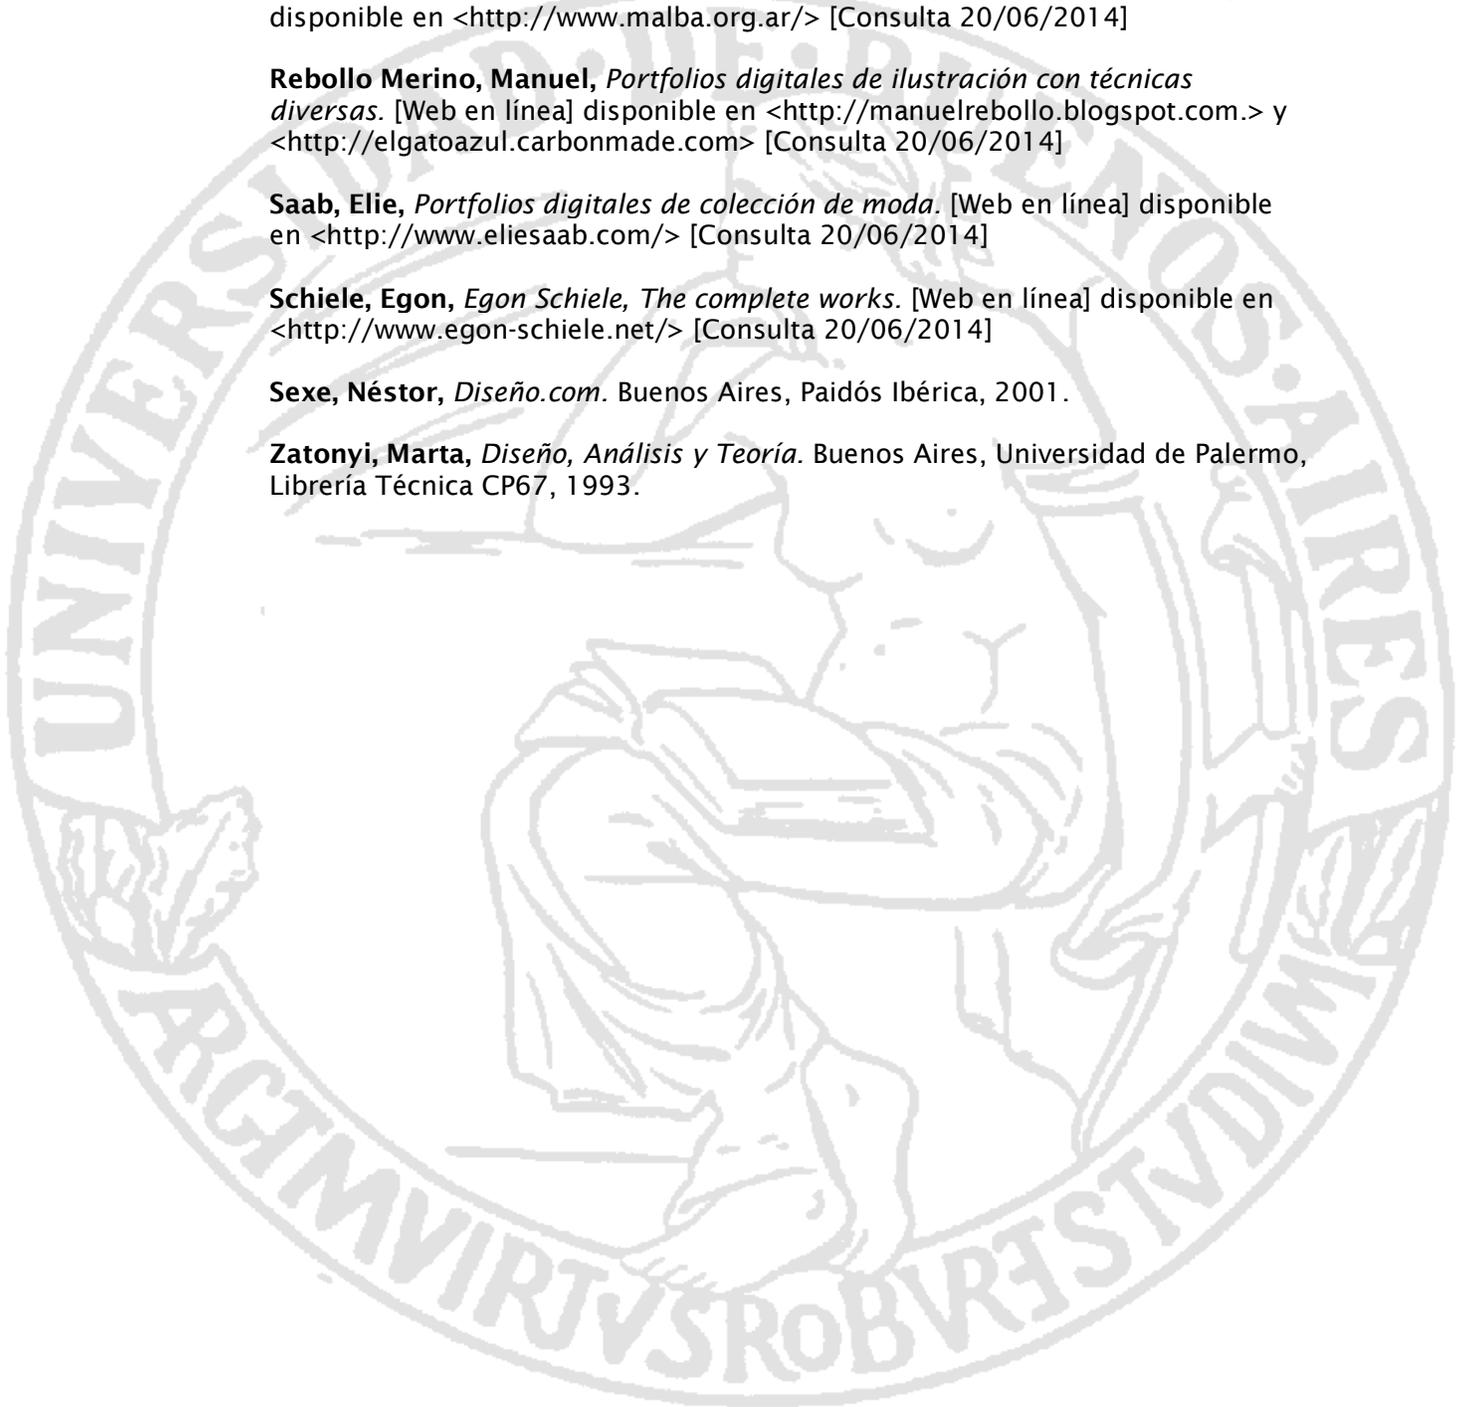 disponible en <http://www.malba.org.ar/> [Consulta 20/06/2014]
Rebollo Merino, Manuel, Portfolios digitales de ilustración con técnicas
diversas. [Web en línea] disponible en <http://manuelrebollo.blogspot.com.> y
<http://elgatoazul.carbonmade.com> [Consulta 20/06/2014]
Saab, Elie, Portfolios digitales de colección de moda. [Web en línea] disponible
en <http://www.eliesaab.com/> [Consulta 20/06/2014]
Schiele, Egon, Egon Schiele, The complete works. [Web en línea] disponible en
<http://www.egon-schiele.net/> [Consulta 20/06/2014]
Sexe, Néstor, Diseño.com. Buenos Aires, Paidós Ibérica, 2001.
Zatonyi, Marta, Diseño, Análisis y Teoría. Buenos Aires, Universidad de Palermo,
Librería Técnica CP67, 1993.
UNIVERSIDAD·DE·BUENOS·AIRES
ARGTMVIRTVSROBVRETSTVDIVM